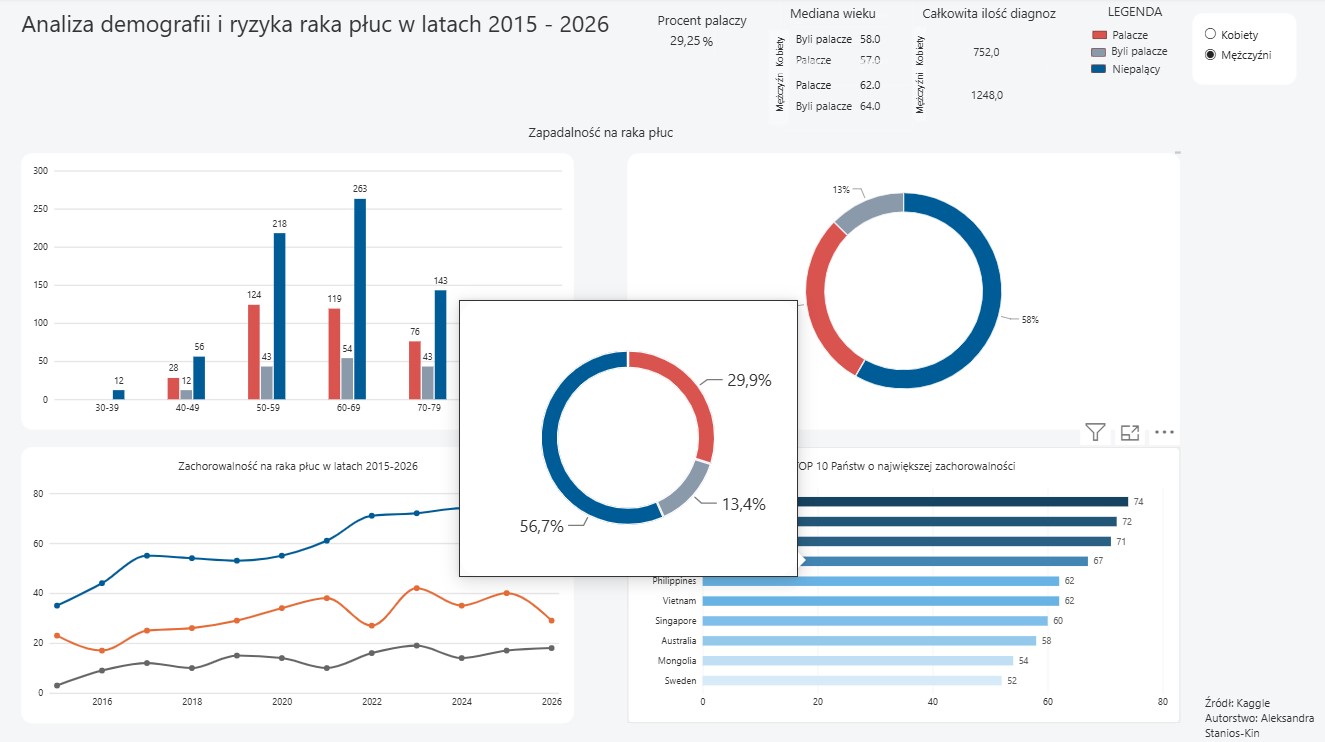 Analiza demografii i ryzyka raka płuc w latach 2015 - 2026
Procent palaczy
29,25 %
Mediana wieku
Kobiety
Byli palacze 58.0
Palacze 57.0
Mężczyźni
Palacze 62.0
Byli palacze 64.0
Całkowita ilość diagnoz
Kobiety
752,0
Mężczyźni
1248,0
LEGENDA
Palacze
Byli palacze
Niepalący
Kobiety
Mężczyźni
Zapadalność na raka płuc
300
250
200
150
100
50
0
12
28
12
56
124
43
218
119
54
263
76
43
143
30-39
40-49
50-59
60-69
70-79
13%
58%
29,9%
13,4%
56,7%
Zachorowalność na raka płuc w latach 2015-2026
80
60
40
20
0
2016
2018
2020
2022
2024
2026
OP 10 Państw o największej zachorowalności
74
72
71
67
Philippines 62
Vietnam 62
Singapore 60
Australia 58
Mongolia 54
Sweden 52
0
20
40
60
80
Źródł: Kaggle
Autorstwo: Aleksandra
Stanios-Kin